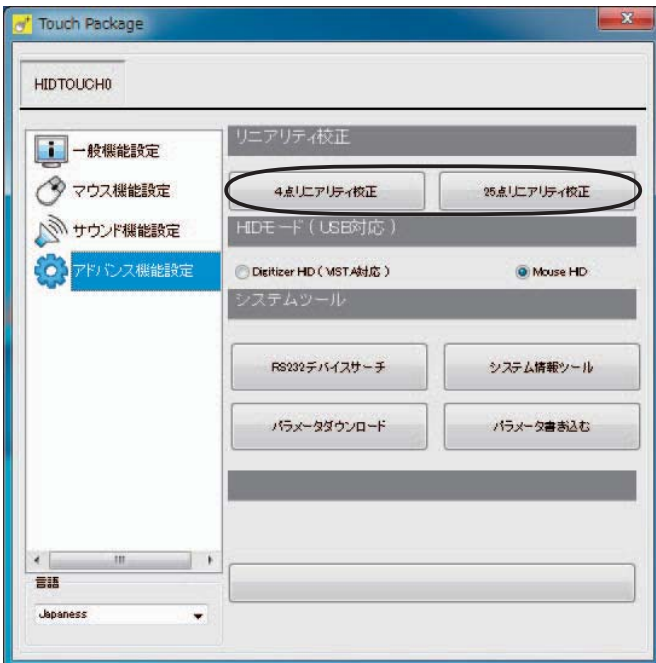 Touch Package
HIDTOUCH0
一般機能設定
マウス機能設定
サウンド機能設定
アドバンス機能設定
リニアリティ校正
4点リニアリティ校正
25点リニアリティ校正
HIDモード(USB対応)
Digitizer HID(VISTA対応)
Mouse HID
システムツール
RS232デバイスサーチ
システム情報ツール
パラメータダウンロード
パラメータ書き込む
言語
Japaness